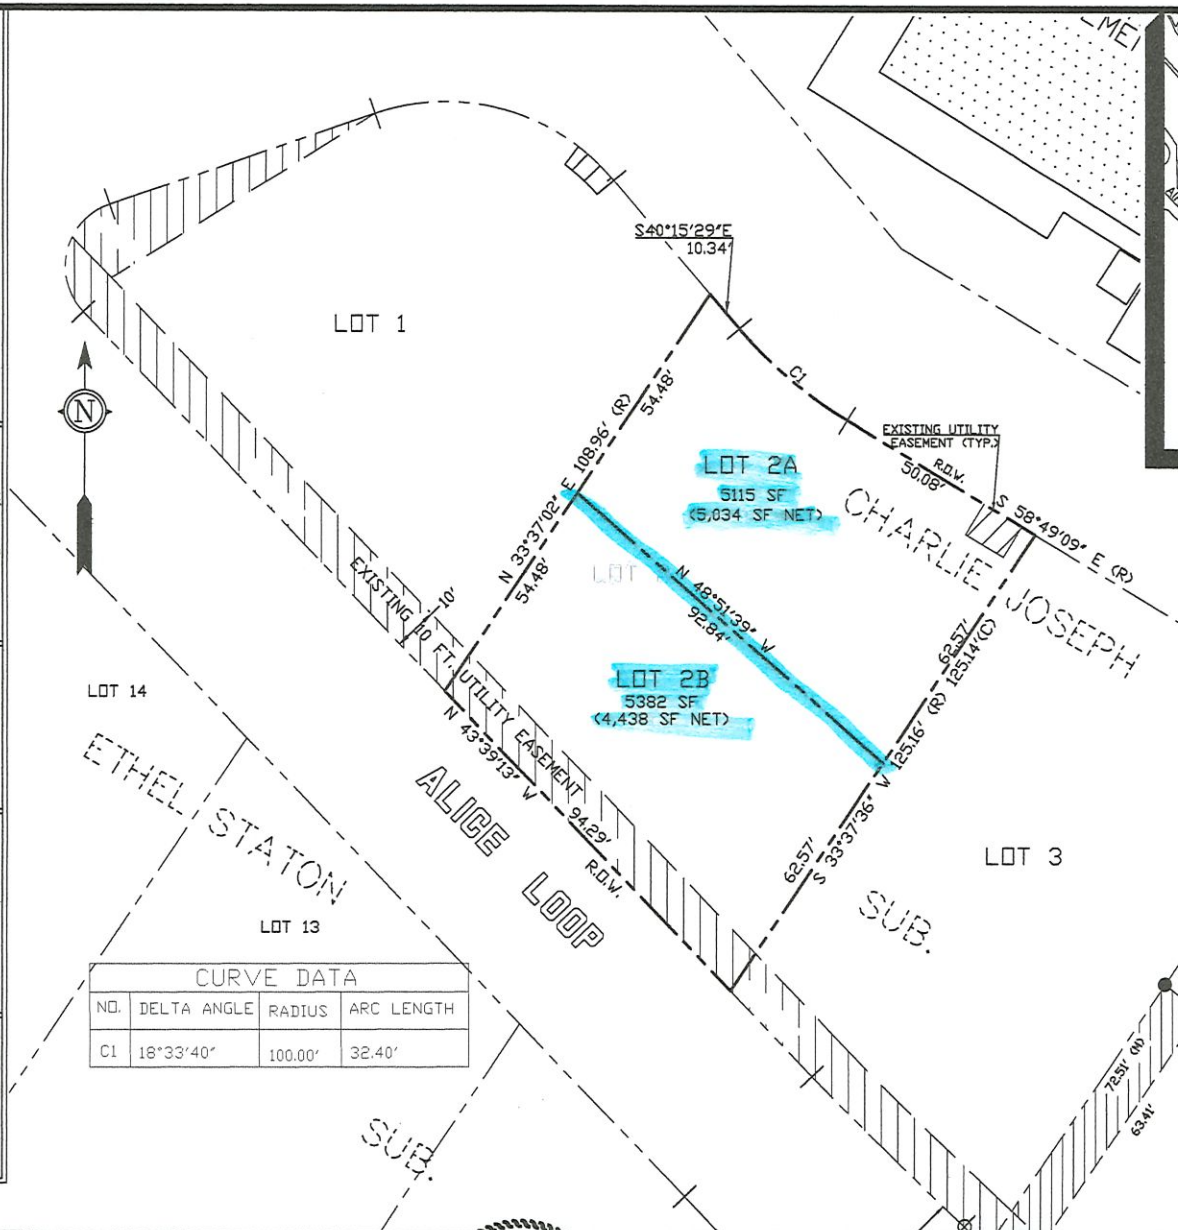 S40°15'29"E
10.34'
LOT 1
N
C1
54.48'
N 33°37'02" E 108.96' (R)
54.48'
EXISTING UTILITY
EASEMENT (TYP.)
R.O.W.
50.08'
S 58°49'09" E (R)
LOT 2A
5115 SF
(5,034 SF NET)
CHARLIE JOSEPH
SUB.
LOT
N 48°51'39" W
92.84'
LOT 2B
5382 SF
(4,438 SF NET)
62.57'
S 33°37'36" W 125.16' (R) 125.14'(C)
62.57'
EXISTING 10 FT. UTILITY EASEMENT
10'
N 43°39'13" W 94.29'
R.O.W.
ALICE LOOP
LOT 14
ETHEL STATON
SUB.
LOT 13
LOT 3
CURVE DATA
NO. DELTA ANGLE RADIUS ARC LENGTH
C1 18°33'40" 100.00' 32.40'
72.51' (M)
63.41'